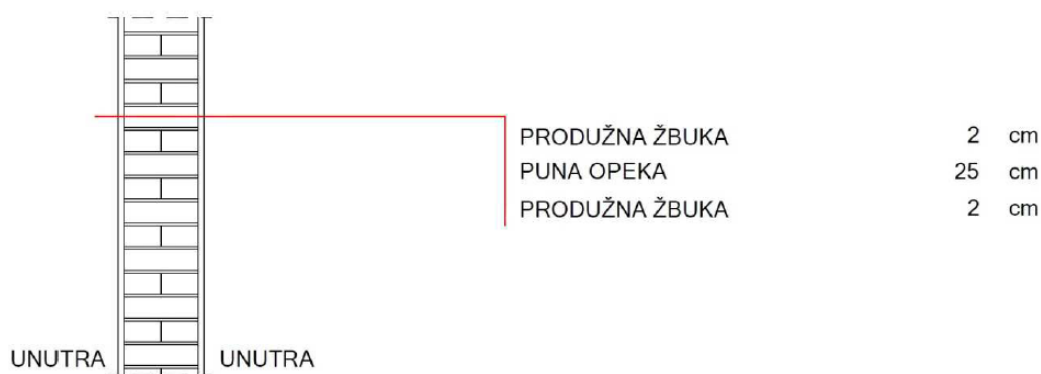 PRODUŽNA ŽBUKA 2 cm
PUNA OPEKA 25 cm
PRODUŽNA ŽBUKA 2 cm
UNUTRA UNUTRA